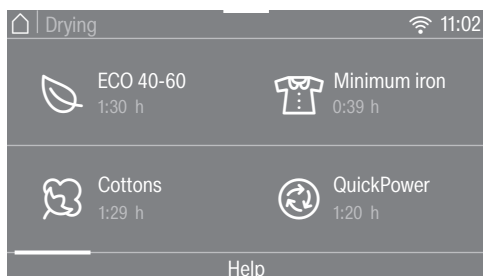 Drying 11:02
ECO 40-60
1:30 h
Minimum iron
0:39 h
Cottons
1:29 h
QuickPower
1:20 h
Help